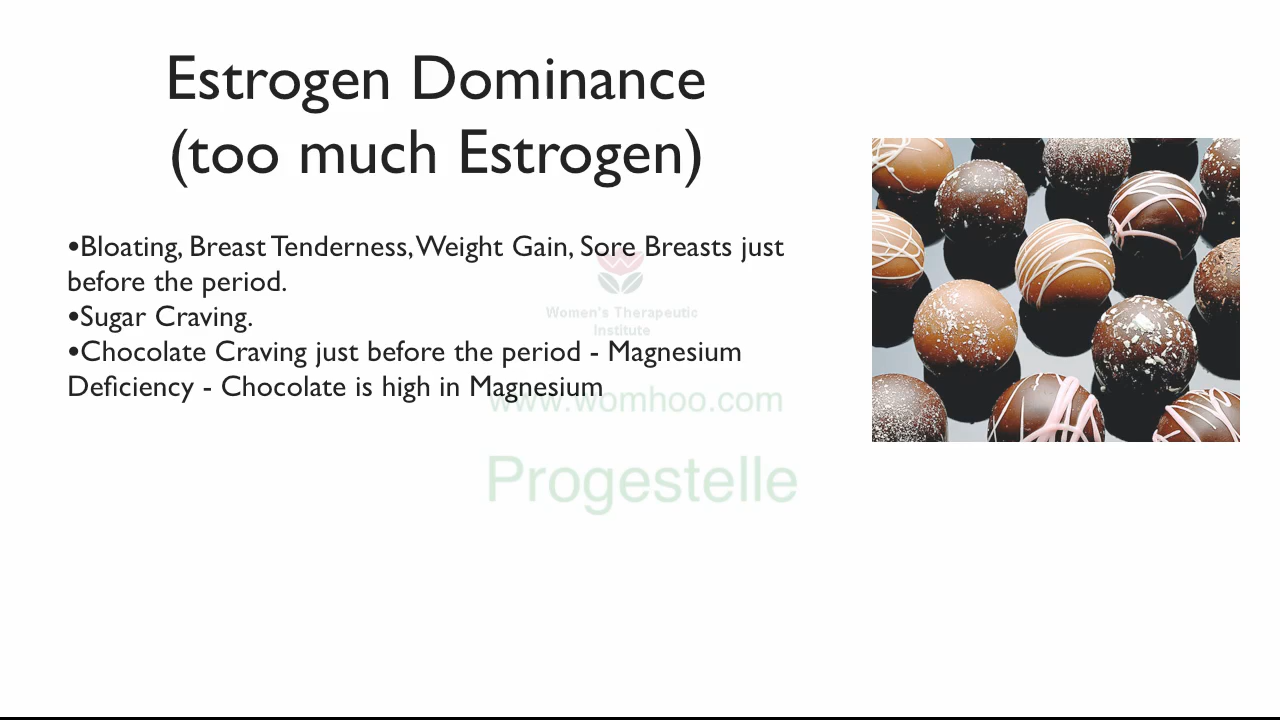 Estrogen Dominance
(too much Estrogen)
•Bloating, Breast Tenderness, Weight Gain, Sore Breasts just
before the period.
•Sugar Craving.
Women's Therapeutic
Institute
•Chocolate Craving just before the period - Magnesium
Deficiency - Chocolate is high in Magnesium
www.womhoo.com
Progestelle